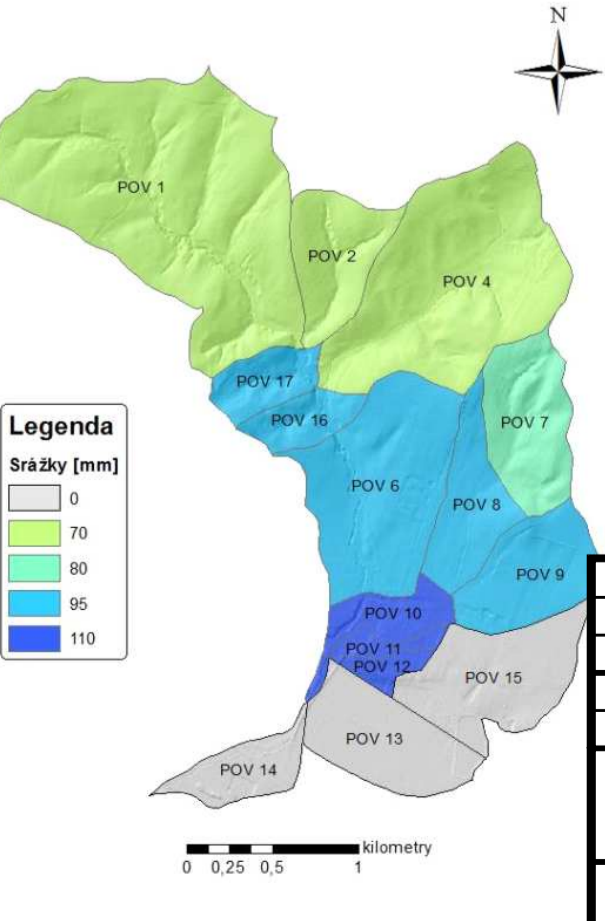 N
POV 1
POV 2
POV 4
POV 17
POV 16
POV 7
POV 6
POV 8
POV 9
POV 10
POV 11
POV 12
POV 15
POV 13
POV 14
Legenda
Srážky [mm]
0
70
80
95
110
kilometry
0 0,25 0,5 1